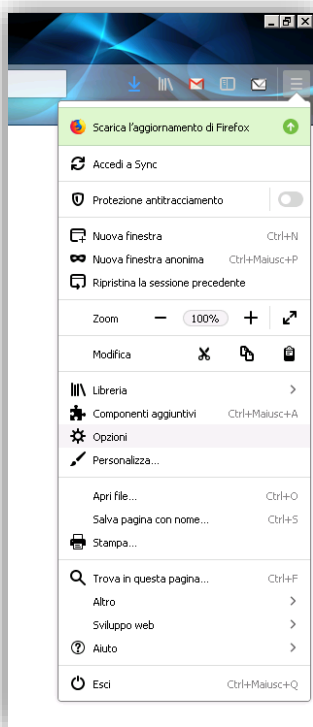 Scarica l'aggiornamento di Firefox
Accedi a Sync
Protezione antitracciamento
Nuova finestra Ctrl+N
Nuova finestra anonima Ctrl+Maiusc+P
Ripristina la sessione precedente
Zoom 100%
Modifica
Libreria
Componenti aggiuntivi Ctrl+Maiusc+A
Opzioni
Personalizza...
Apri file... Ctrl+O
Salva pagina con nome... Ctrl+S
Stampa...
Trova in questa pagina... Ctrl+F
Altro
Sviluppo web
Aiuto
Esci Ctrl+Maiusc+Q